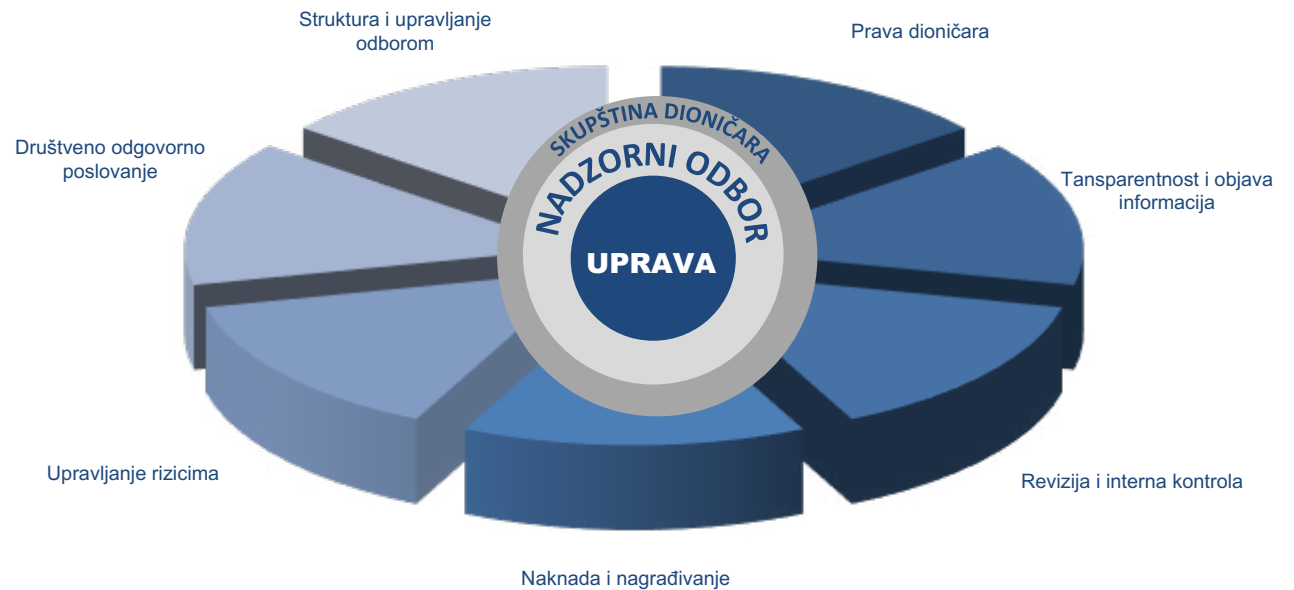 Struktura i upravljanje
odborom
Prava dioničara
Društveno odgovorno
poslovanje
SKUPŠTINA DIONIČARA
NADZORNI ODBOR
UPRAVA
Tansparentnost i objava
informacija
Upravljanje rizicima
Revizija i interna kontrola
Naknada i nagrađivanje